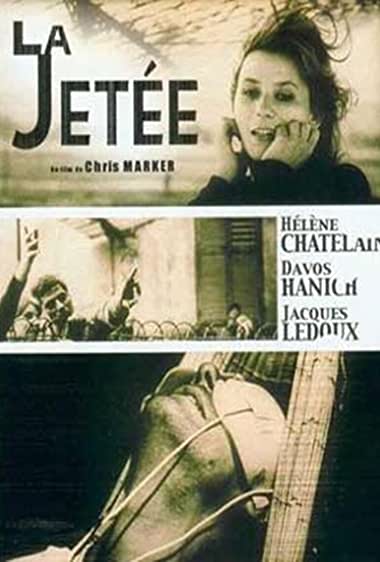 LA
JETÉE
Un film de Chris MARKER
HÉLÈNE
CHATELAIN
DAVOS
HANICH
JACQUES
LEDOUX